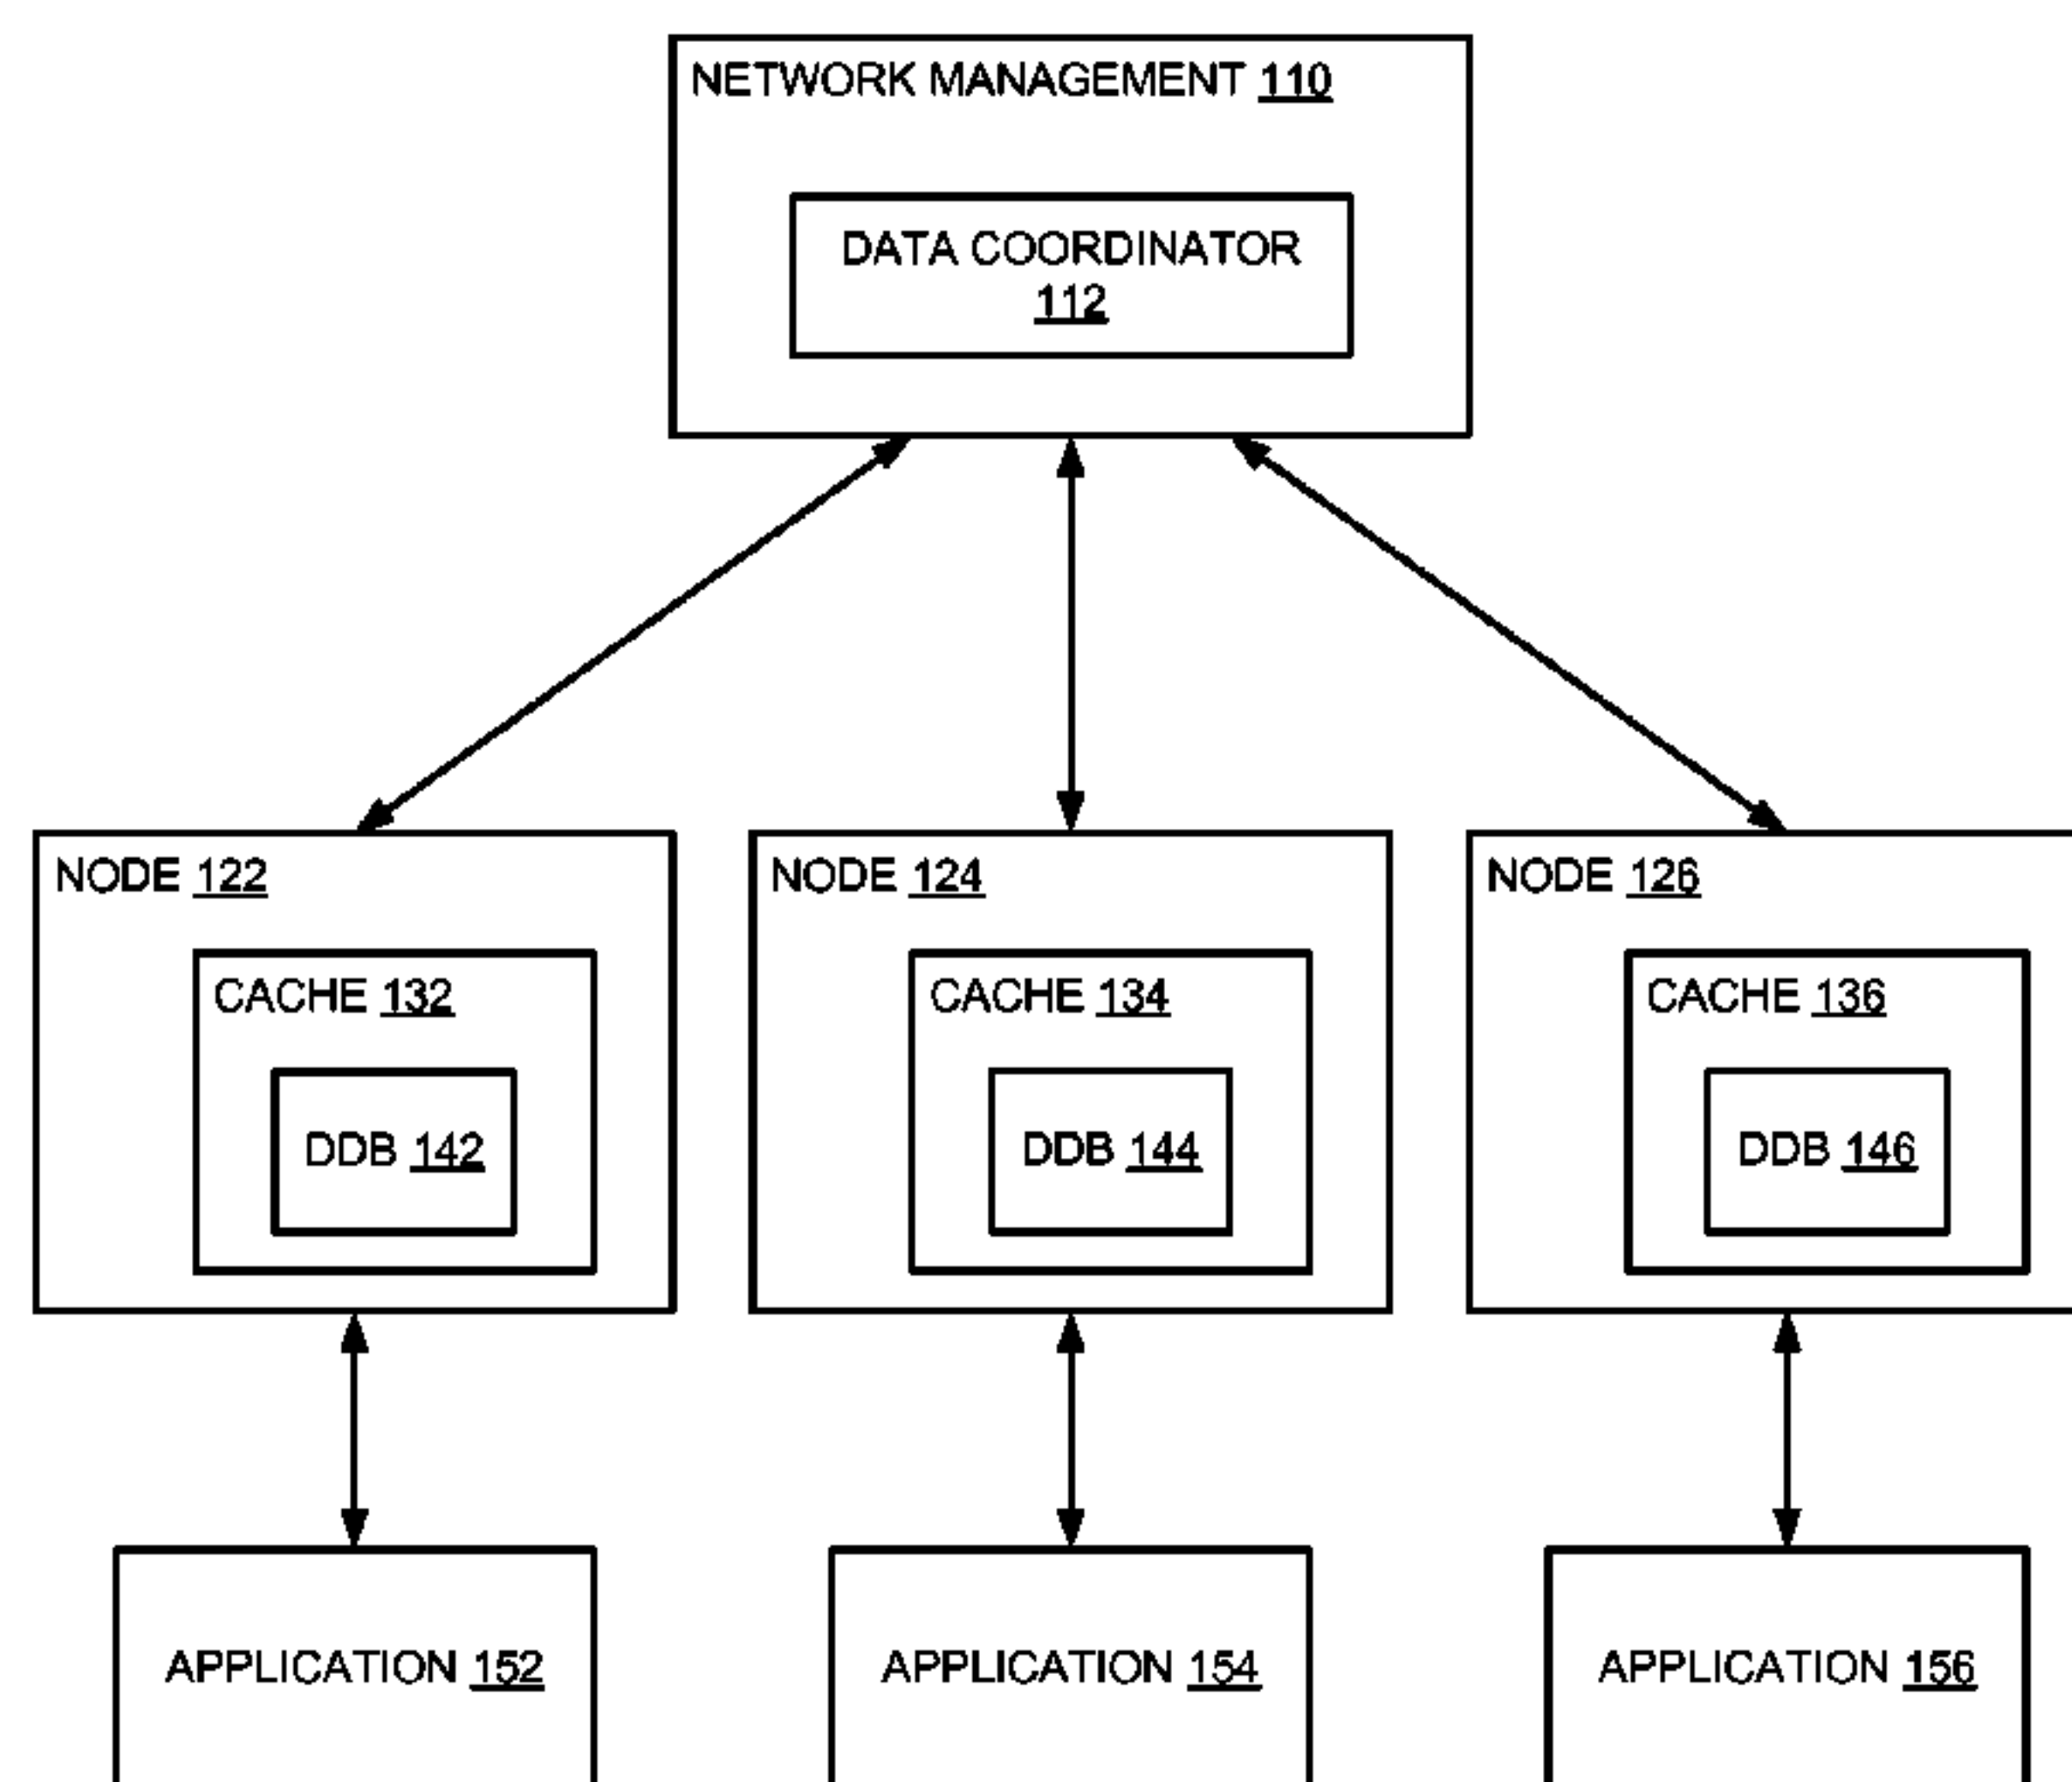 NETWORK MANAGEMENT 110
DATA COORDINATOR
112
NODE 122
NODE 124
NODE 126
CACHE 132
CACHE 134
CACHE 136
DDB 142
DDB 144
DDB 146
APPLICATION 152
APPLICATION 154
APPLICATION 156